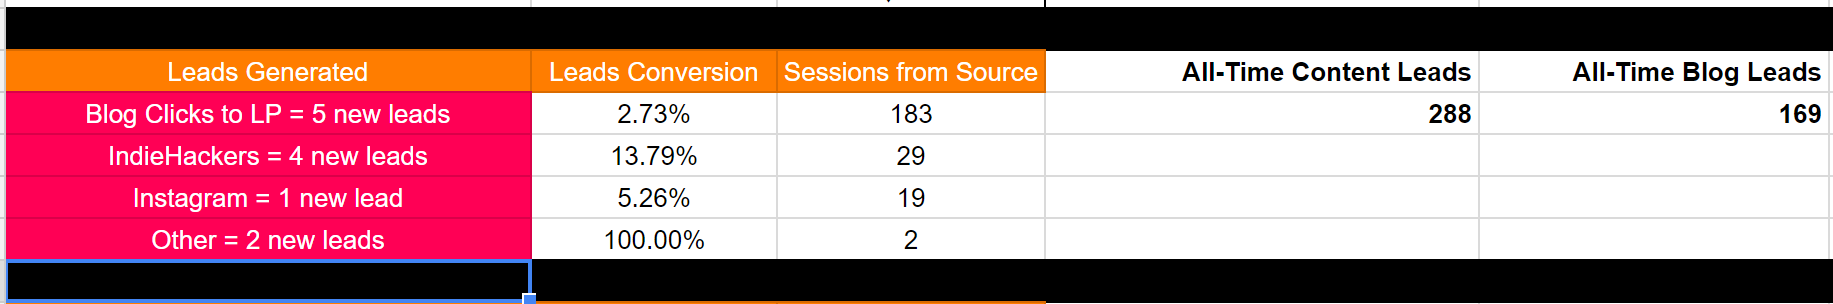 Leads Generated Leads Conversion Sessions from Source All-Time Content Leads All-Time Blog Leads
Blog Clicks to LP = 5 new leads 2.73% 183 288 169
IndieHackers = 4 new leads 13.79% 29
Instagram = 1 new lead 5.26% 19
Other = 2 new leads 100.00% 2